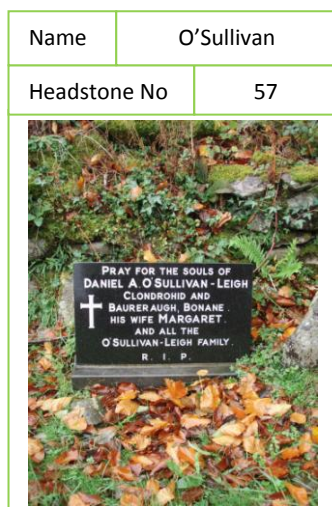 Name O'Sullivan
Headstone No 57
PRAY FOR THE SOULS OF
DANIEL A. O'SULLIVAN - LEIGH
CLONDROHID AND
BAURERAUGH, BONANE.
HIS WIFE MARGARET.
AND ALL THE
O'SULLIVAN-LEIGH FAMILY.
R. I. P.